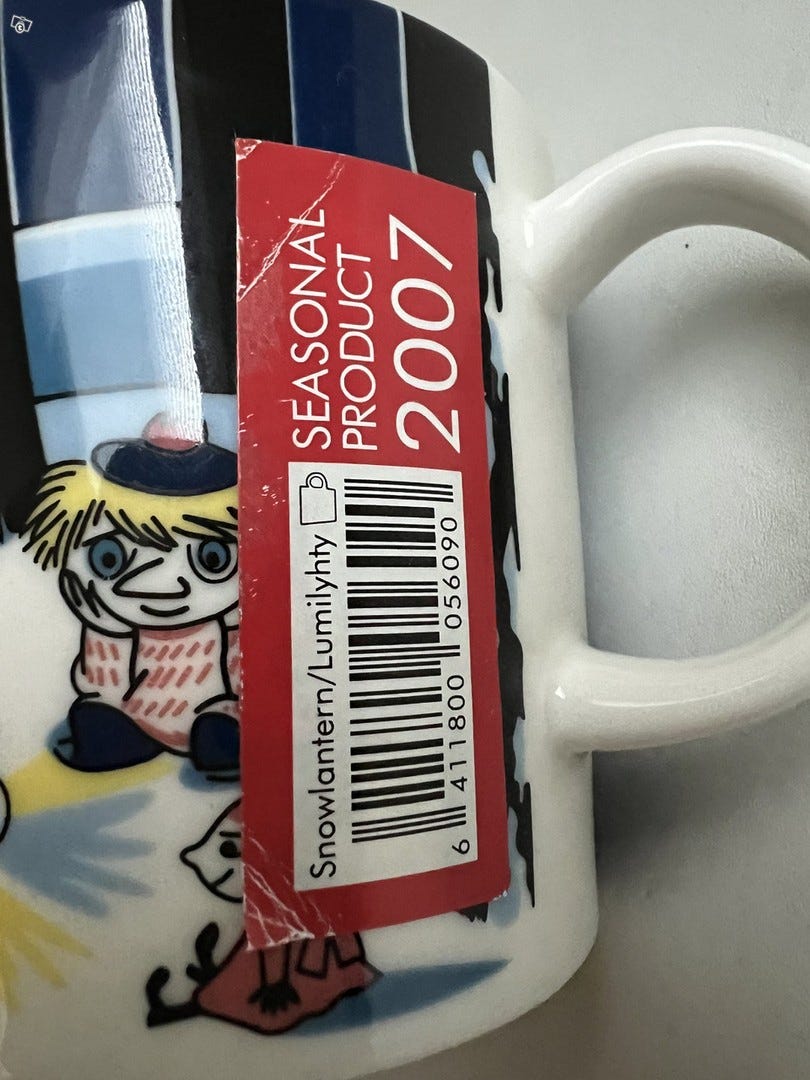 SEASONAL
PRODUCT
2007
Snowlantern/Lumilyhty
6 411800 056090